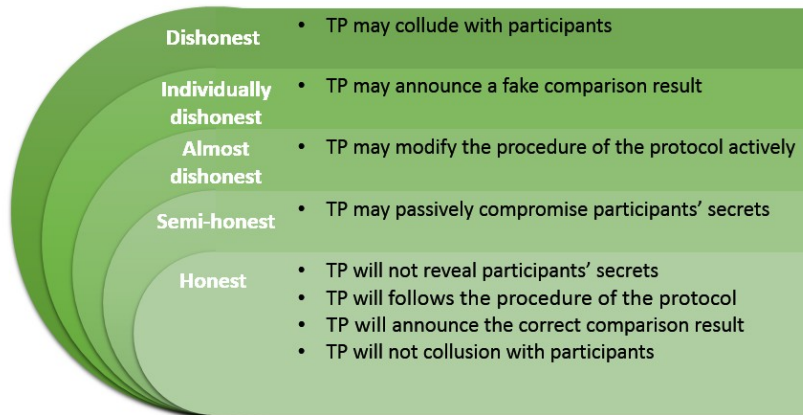 Dishonest
• TP may collude with participants
Individually
dishonest
• TP may announce a fake comparison result
Almost
dishonest
• TP may modify the procedure of the protocol actively
Semi-honest
• TP may passively compromise participants’ secrets
Honest
• TP will not reveal participants’ secrets
• TP will follows the procedure of the protocol
• TP will announce the correct comparison result
• TP will not collusion with participants